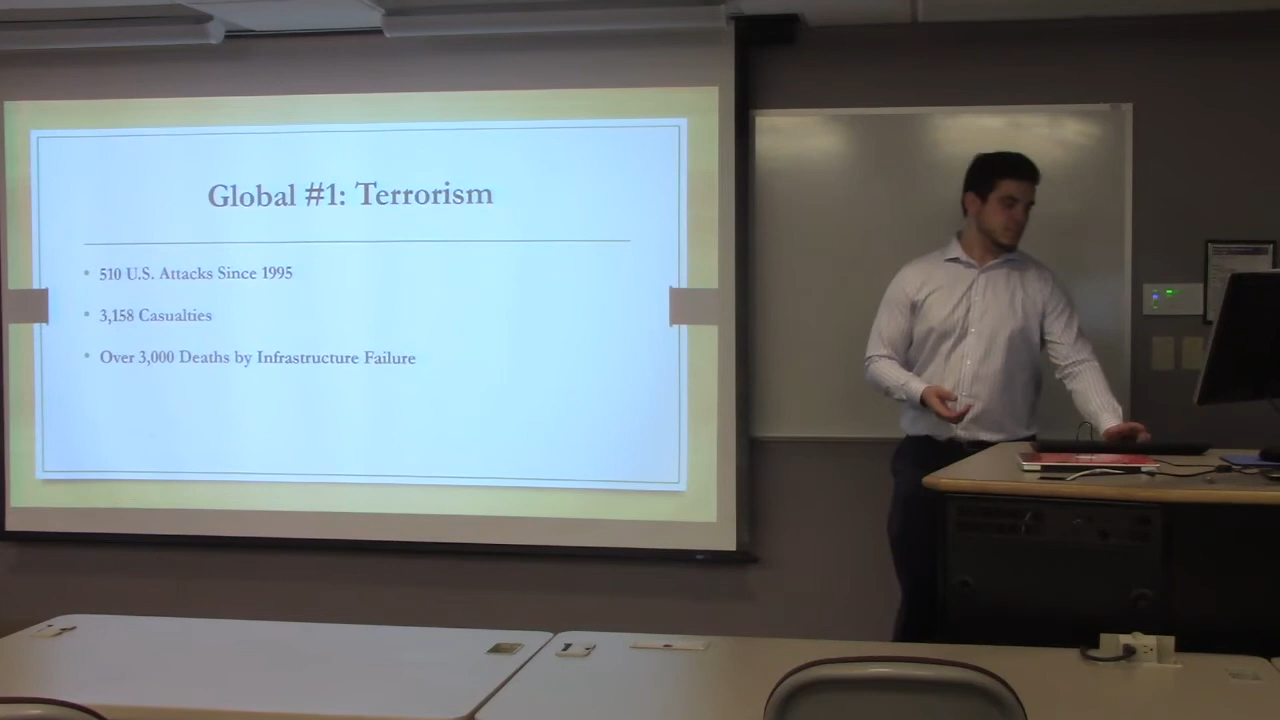 Global #1: Terrorism
• 510 U.S. Attacks Since 1995
• 3,158 Casualties
• Over 3,000 Deaths by Infrastructure Failure